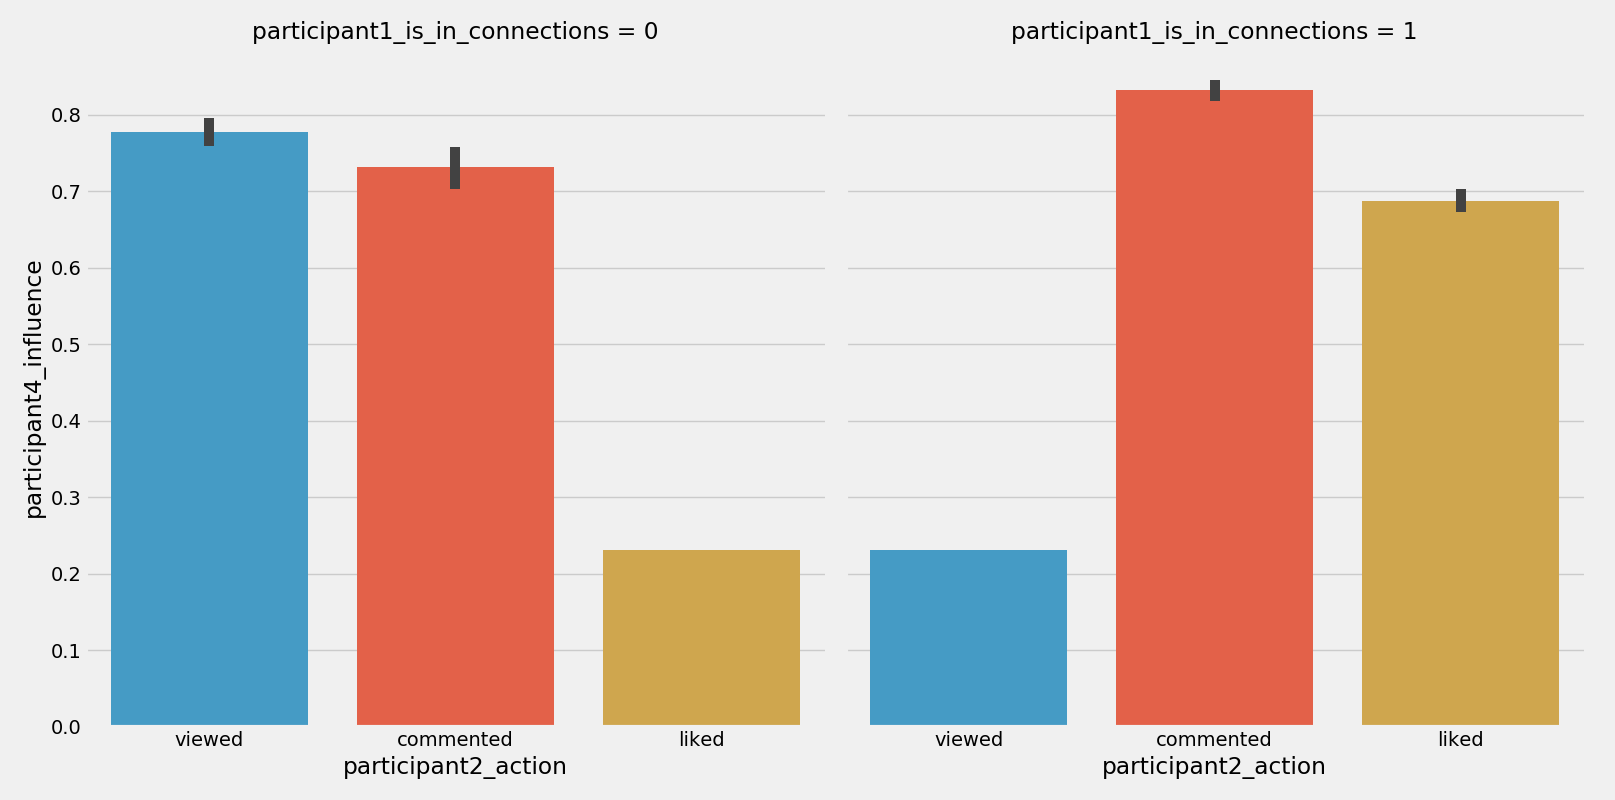 participant1_is_in_connections = 0
participant1_is_in_connections = 1
participant4_influence
0.8
0.7
0.6
0.5
0.4
0.3
0.2
0.1
0.0
viewed
commented
liked
viewed
commented
liked
participant2_action
participant2_action